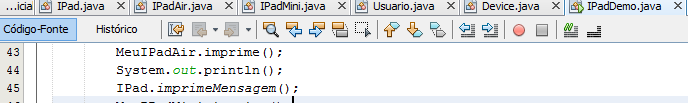 ...icia IPad.java IPadAir.java IPadMini.java Usuario.java Device.java IPadDemo.java
Código-Fonte Histórico
43 MeuIPadAir.imprime();
44 System.out.println();
45 IPad.imprimeMensagem();